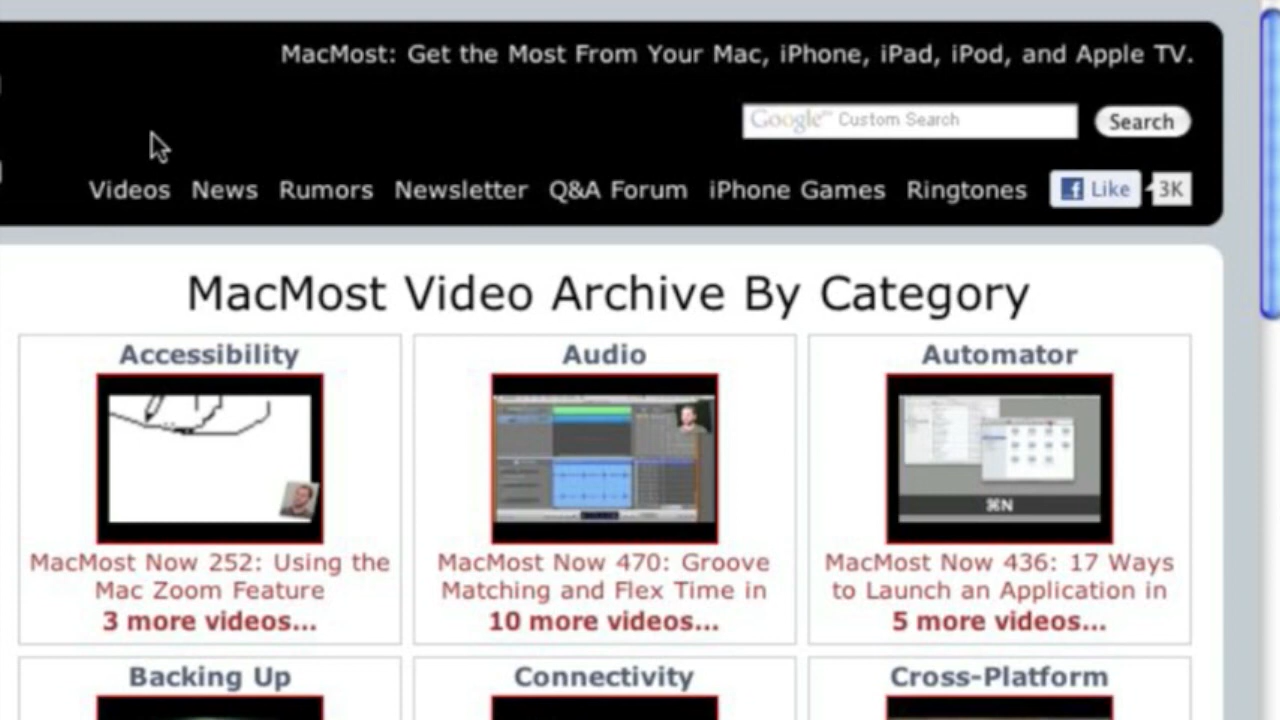 MacMost: Get the Most From Your Mac, iPhone, iPad, iPod, and Apple TV.
Google™ Custom Search Search
Videos News Rumors Newsletter Q&A Forum iPhone Games Ringtones Like 3K
MacMost Video Archive By Category
Accessibility Audio Automator
⌘N
MacMost Now 252: Using the MacMost Now 470: Groove MacMost Now 436: 17 Ways
Mac Zoom Feature Matching and Flex Time in to Launch an Application in
3 more videos... 10 more videos... 5 more videos...
Backing Up Connectivity Cross-Platform